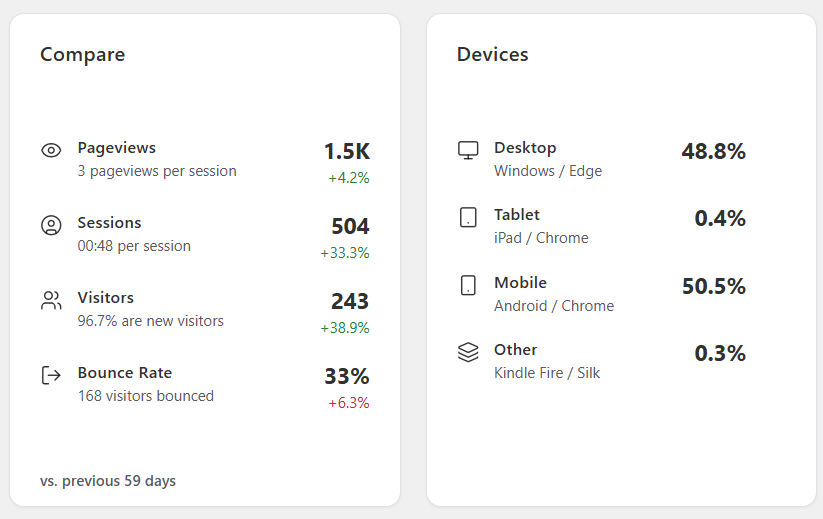 Compare
Pageviews
3 pageviews per session
1.5K
+4.2%
Sessions
00:48 per session
504
+33.3%
Visitors
96.7% are new visitors
243
+38.9%
Bounce Rate
168 visitors bounced
33%
+6.3%
vs. previous 59 days
Devices
Desktop
Windows / Edge
48.8%
Tablet
iPad / Chrome
0.4%
Mobile
Android / Chrome
50.5%
Other
Kindle Fire / Silk
0.3%